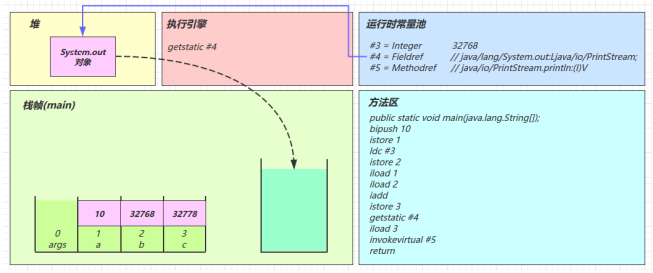 堆
System.out
对象
执行引擎
getstatic #4
运行时常量池
#3 = Integer 32768
#4 = Fieldref // java/lang/System.out:Ljava/io/PrintStream;
#5 = Methodref // java/io/PrintStream.println:(I)V
栈帧(main)
10 32768 32778
0 1 2 3
args a b c
方法区
public static void main(java.lang.String[]);
bipush 10
istore 1
ldc #3
istore 2
iload 1
iload 2
iadd
istore 3
getstatic #4
iload 3
invokevirtual #5
return